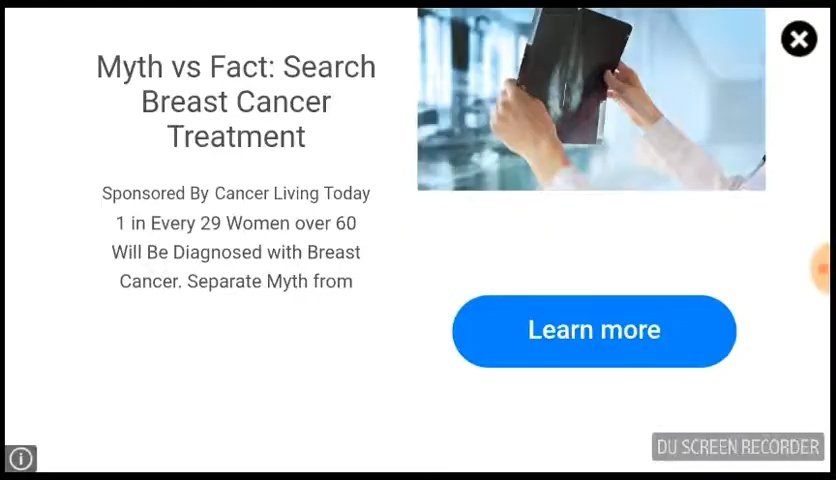 Myth vs Fact: Search
Breast Cancer
Treatment
Sponsored By Cancer Living Today
1 in Every 29 Women over 60
Will Be Diagnosed with Breast
Cancer. Separate Myth from
Learn more
DU SCREEN RECORDER